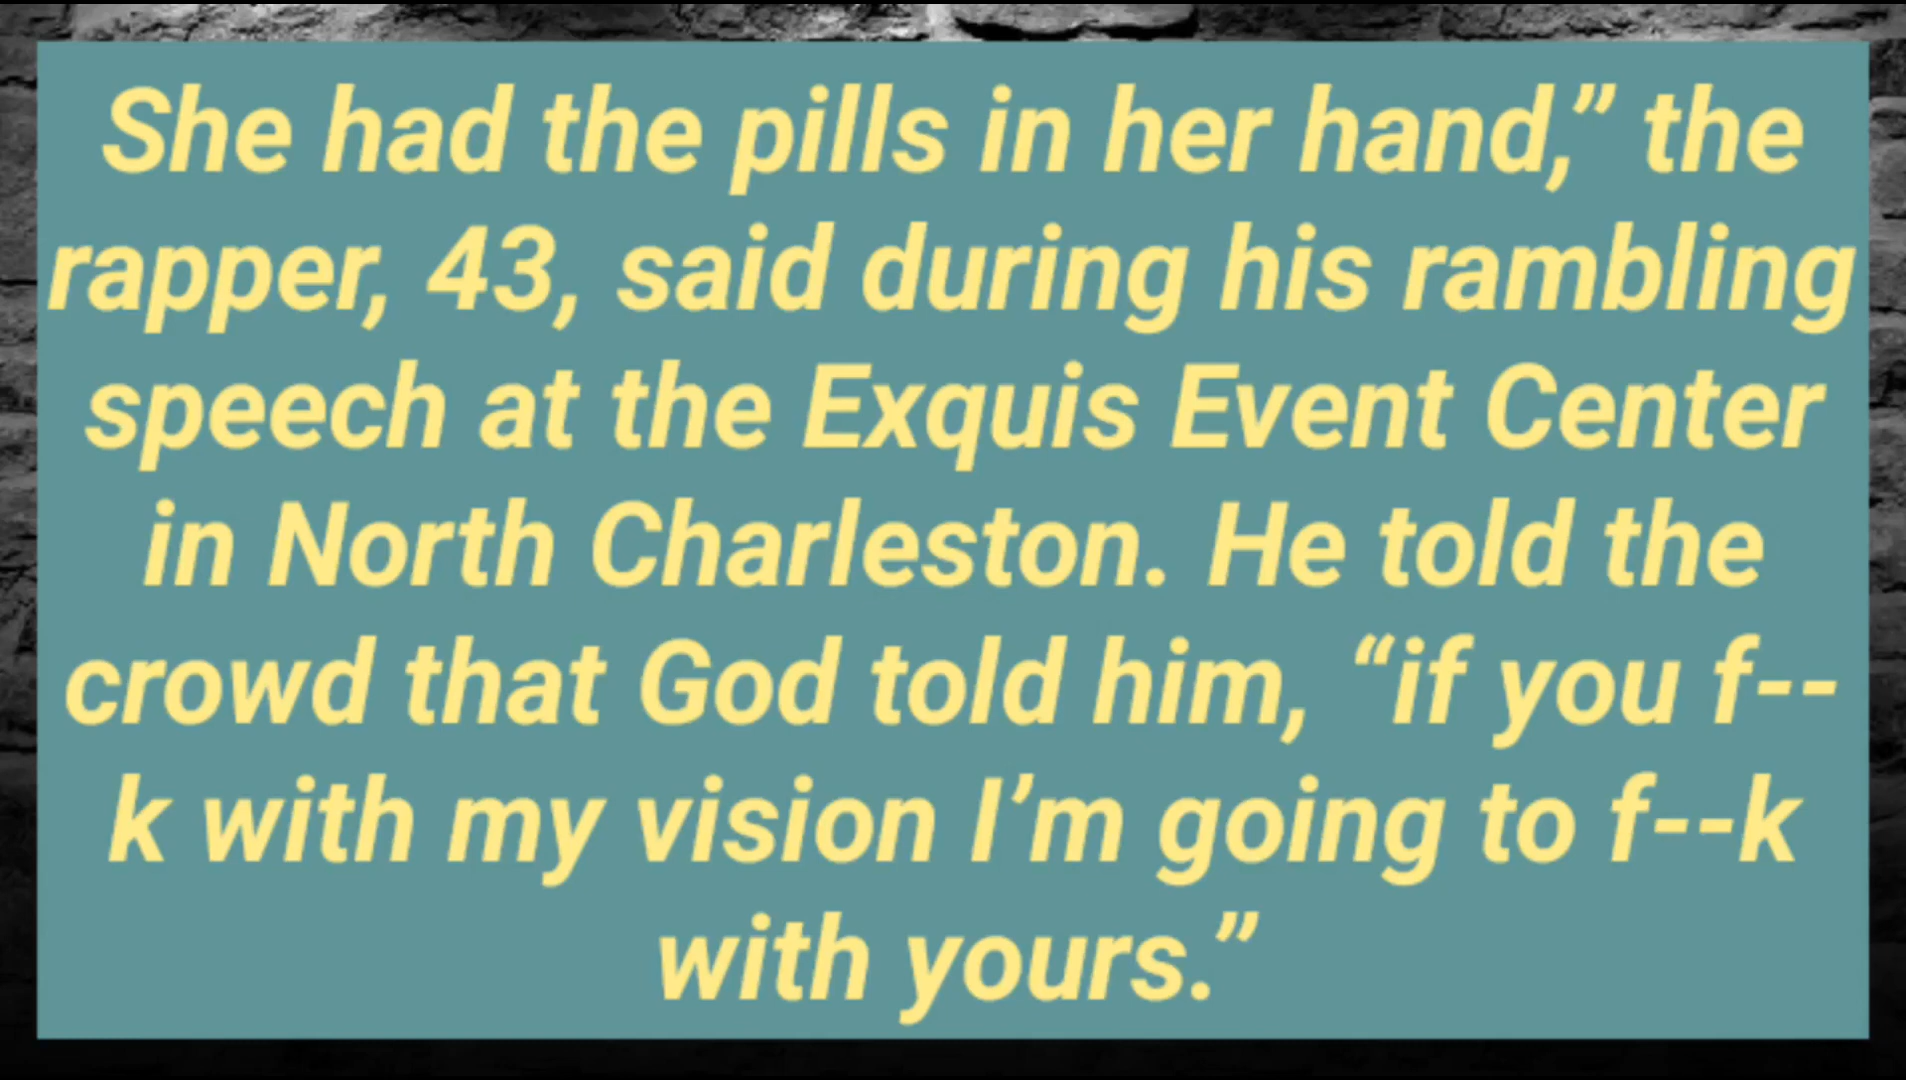 She had the pills in her hand,” the
rapper, 43, said during his rambling
speech at the Exquis Event Center
in North Charleston. He told the
crowd that God told him, “if you f--
k with my vision I’m going to f--k
with yours.”